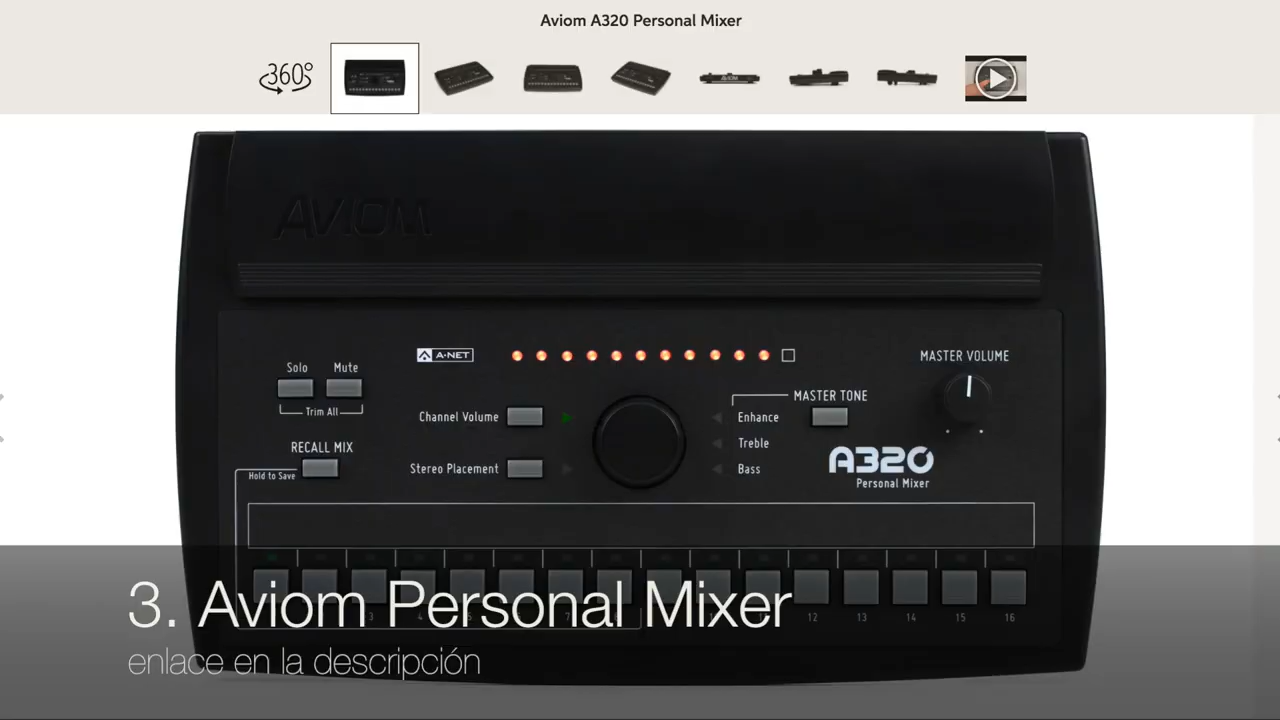 Aviom A320 Personal Mixer
360°
AVIOM
A-NET
MASTER VOLUME
Solo Mute
Trim All
MASTER TONE
Channel Volume
Enhance
Treble
RECALL MIX
Hold to Save
Stereo Placement
Bass
A320
Personal Mixer
3. Aviom Personal Mixer
12 13 14 15 16
enlace en la descripción